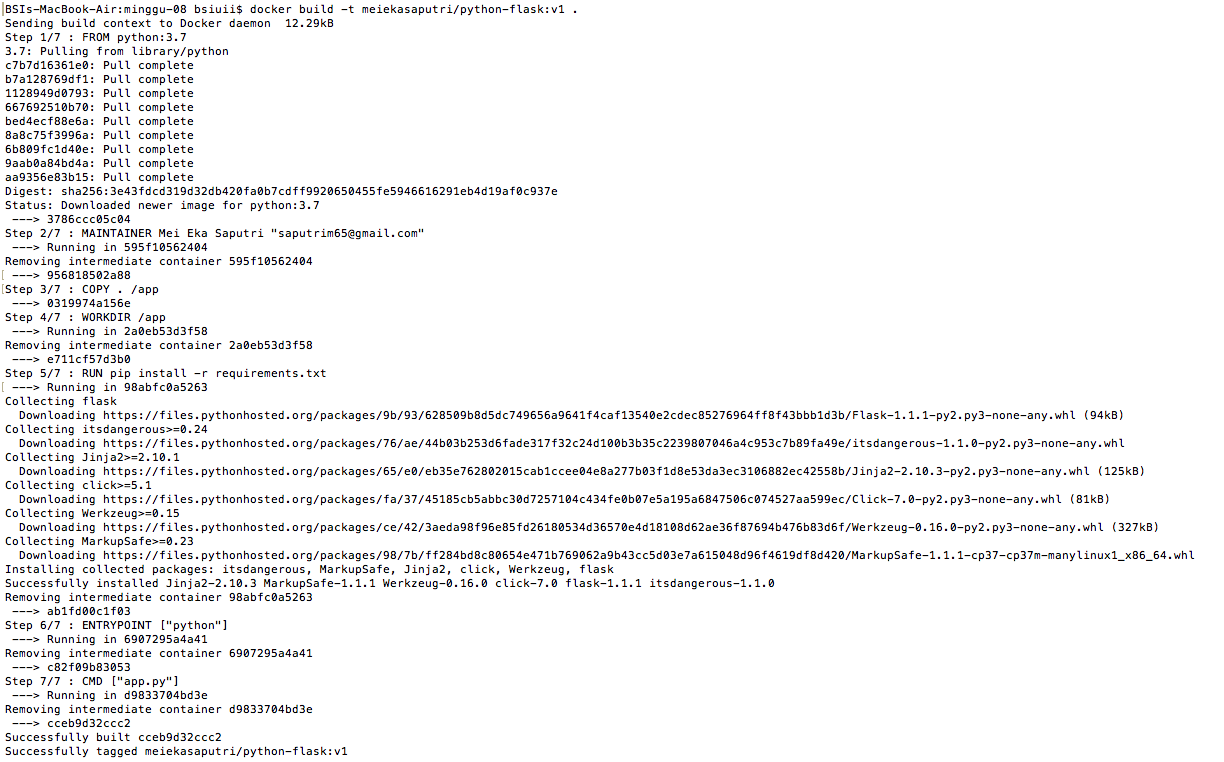 BSIs-MacBook-Air:minggu-08 bsiuii$ docker build -t meiekasaputri/python-flask:v1 .
Sending build context to Docker daemon  12.29kB
Step 1/7 : FROM python:3.7
3.7: Pulling from library/python
c7b7d16361e0: Pull complete
b7a128769df1: Pull complete
1128949d0793: Pull complete
667692510b70: Pull complete
bed4ecf88e6a: Pull complete
8a8c75f3996a: Pull complete
6b809fc1d40e: Pull complete
9aab0a84bd4a: Pull complete
aa9356e83b15: Pull complete
Digest: sha256:3e43fdcd319d32db420fa0b7cdff9920650455fe5946616291eb4d19af0c937e
Status: Downloaded newer image for python:3.7
 ---> 3786ccc05c04
Step 2/7 : MAINTAINER Mei Eka Saputri "saputrim65@gmail.com"
 ---> Running in 595f10562404
Removing intermediate container 595f10562404
 ---> 956818502a88
Step 3/7 : COPY . /app
 ---> 0319974a156e
Step 4/7 : WORKDIR /app
 ---> Running in 2a0eb53d3f58
Removing intermediate container 2a0eb53d3f58
 ---> e711cf57d3b0
Step 5/7 : RUN pip install -r requirements.txt
 ---> Running in 98abfc0a5263
Collecting flask
  Downloading https://files.pythonhosted.org/packages/9b/93/628509b8d5dc749656a9641f4caf13540e2cdec85276964ff8f43bbb1d3b/Flask-1.1.1-py2.py3-none-any.whl (94kB)
Collecting itsdangerous>=0.24
  Downloading https://files.pythonhosted.org/packages/76/ae/44b03b253d6fade317f32c24d100b3b35c2239807046a4c953c7b89fa49e/itsdangerous-1.1.0-py2.py3-none-any.whl
Collecting Jinja2>=2.10.1
  Downloading https://files.pythonhosted.org/packages/65/e0/eb35e762802015cab1ccee04e8a277b03f1d8e53da3ec3106882ec42558b/Jinja2-2.10.3-py2.py3-none-any.whl (125kB)
Collecting click>=5.1
  Downloading https://files.pythonhosted.org/packages/fa/37/45185cb5abbc30d7257104c434fe0b07e5a195a6847506c074527aa599ec/Click-7.0-py2.py3-none-any.whl (81kB)
Collecting Werkzeug>=0.15
  Downloading https://files.pythonhosted.org/packages/ce/42/3aeda98f96e85fd26180534d36570e4d18108d62ae36f87694b476b83d6f/Werkzeug-0.16.0-py2.py3-none-any.whl (327kB)
Collecting MarkupSafe>=0.23
  Downloading https://files.pythonhosted.org/packages/98/7b/ff284bd8c80654e471b769062a9b43cc5d03e7a615048d96f4619df8d420/MarkupSafe-1.1.1-cp37-cp37m-manylinux1_x86_64.whl
Installing collected packages: itsdangerous, MarkupSafe, Jinja2, click, Werkzeug, flask
Successfully installed Jinja2-2.10.3 MarkupSafe-1.1.1 Werkzeug-0.16.0 click-7.0 flask-1.1.1 itsdangerous-1.1.0
Removing intermediate container 98abfc0a5263
 ---> ab1fd00c1f03
Step 6/7 : ENTRYPOINT ["python"]
 ---> Running in 6907295a4a41
Removing intermediate container 6907295a4a41
 ---> c82f09b83053
Step 7/7 : CMD ["app.py"]
 ---> Running in d9833704bd3e
Removing intermediate container d9833704bd3e
 ---> cceb9d32ccc2
Successfully built cceb9d32ccc2
Successfully tagged meiekasaputri/python-flask:v1